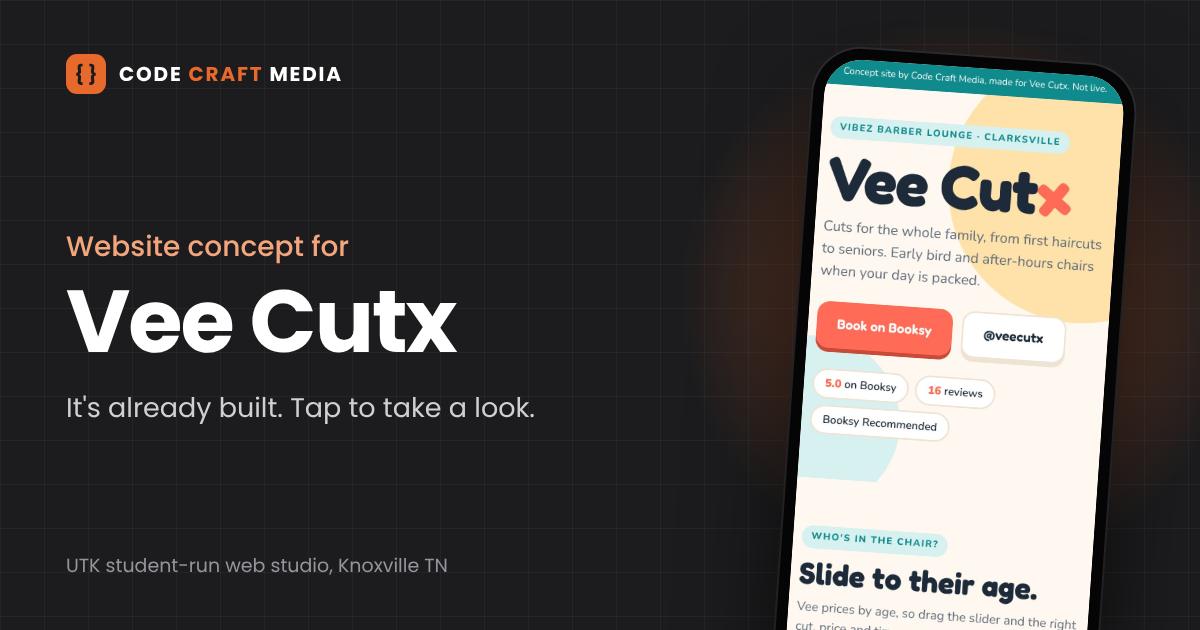 { } CODE CRAFT MEDIA
Website concept for
Vee Cutx
It's already built. Tap to take a look.
UTK student-run web studio, Knoxville TN
Concept site by Code Craft Media, made for Vee Cutx. Not live.
VIBEZ BARBER LOUNGE · CLARKSVILLE
Vee Cutx
Cuts for the whole family, from first haircuts
to seniors. Early bird and after-hours chairs
when your day is packed.
Book on Booksy
@veecutx
5.0 on Booksy
16 reviews
Booksy Recommended
WHO'S IN THE CHAIR?
Slide to their age.
Vee prices by age, so drag the slider and the right
cut, price and